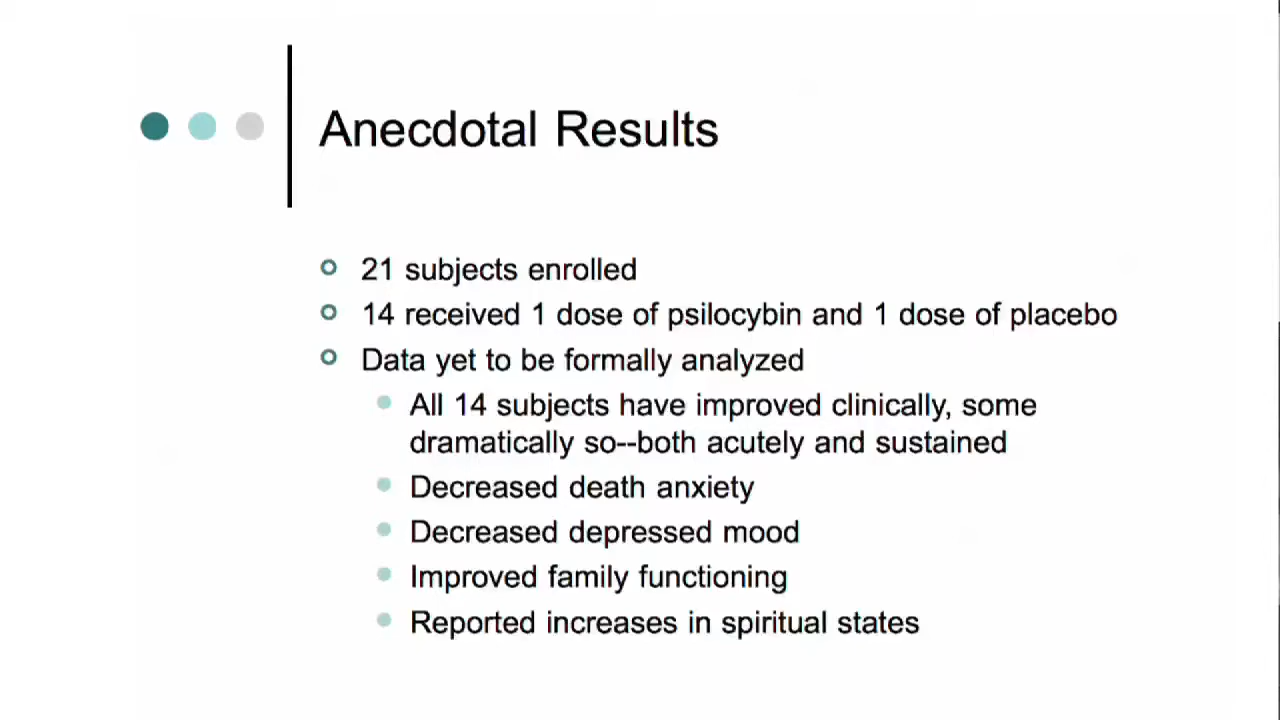 Anecdotal Results
21 subjects enrolled
14 received 1 dose of psilocybin and 1 dose of placebo
Data yet to be formally analyzed
All 14 subjects have improved clinically, some
dramatically so--both acutely and sustained
Decreased death anxiety
Decreased depressed mood
Improved family functioning
Reported increases in spiritual states